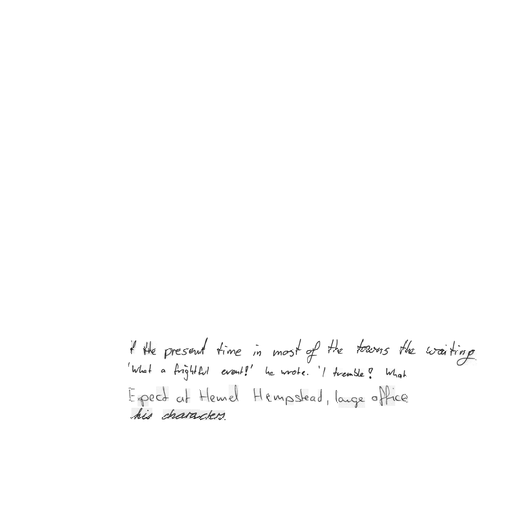 the present time in most of the towns the waiting
'What a frightful event!' he wrote. 'I tremble? What
Expect at Hemel Hempstead, large office
his characters.